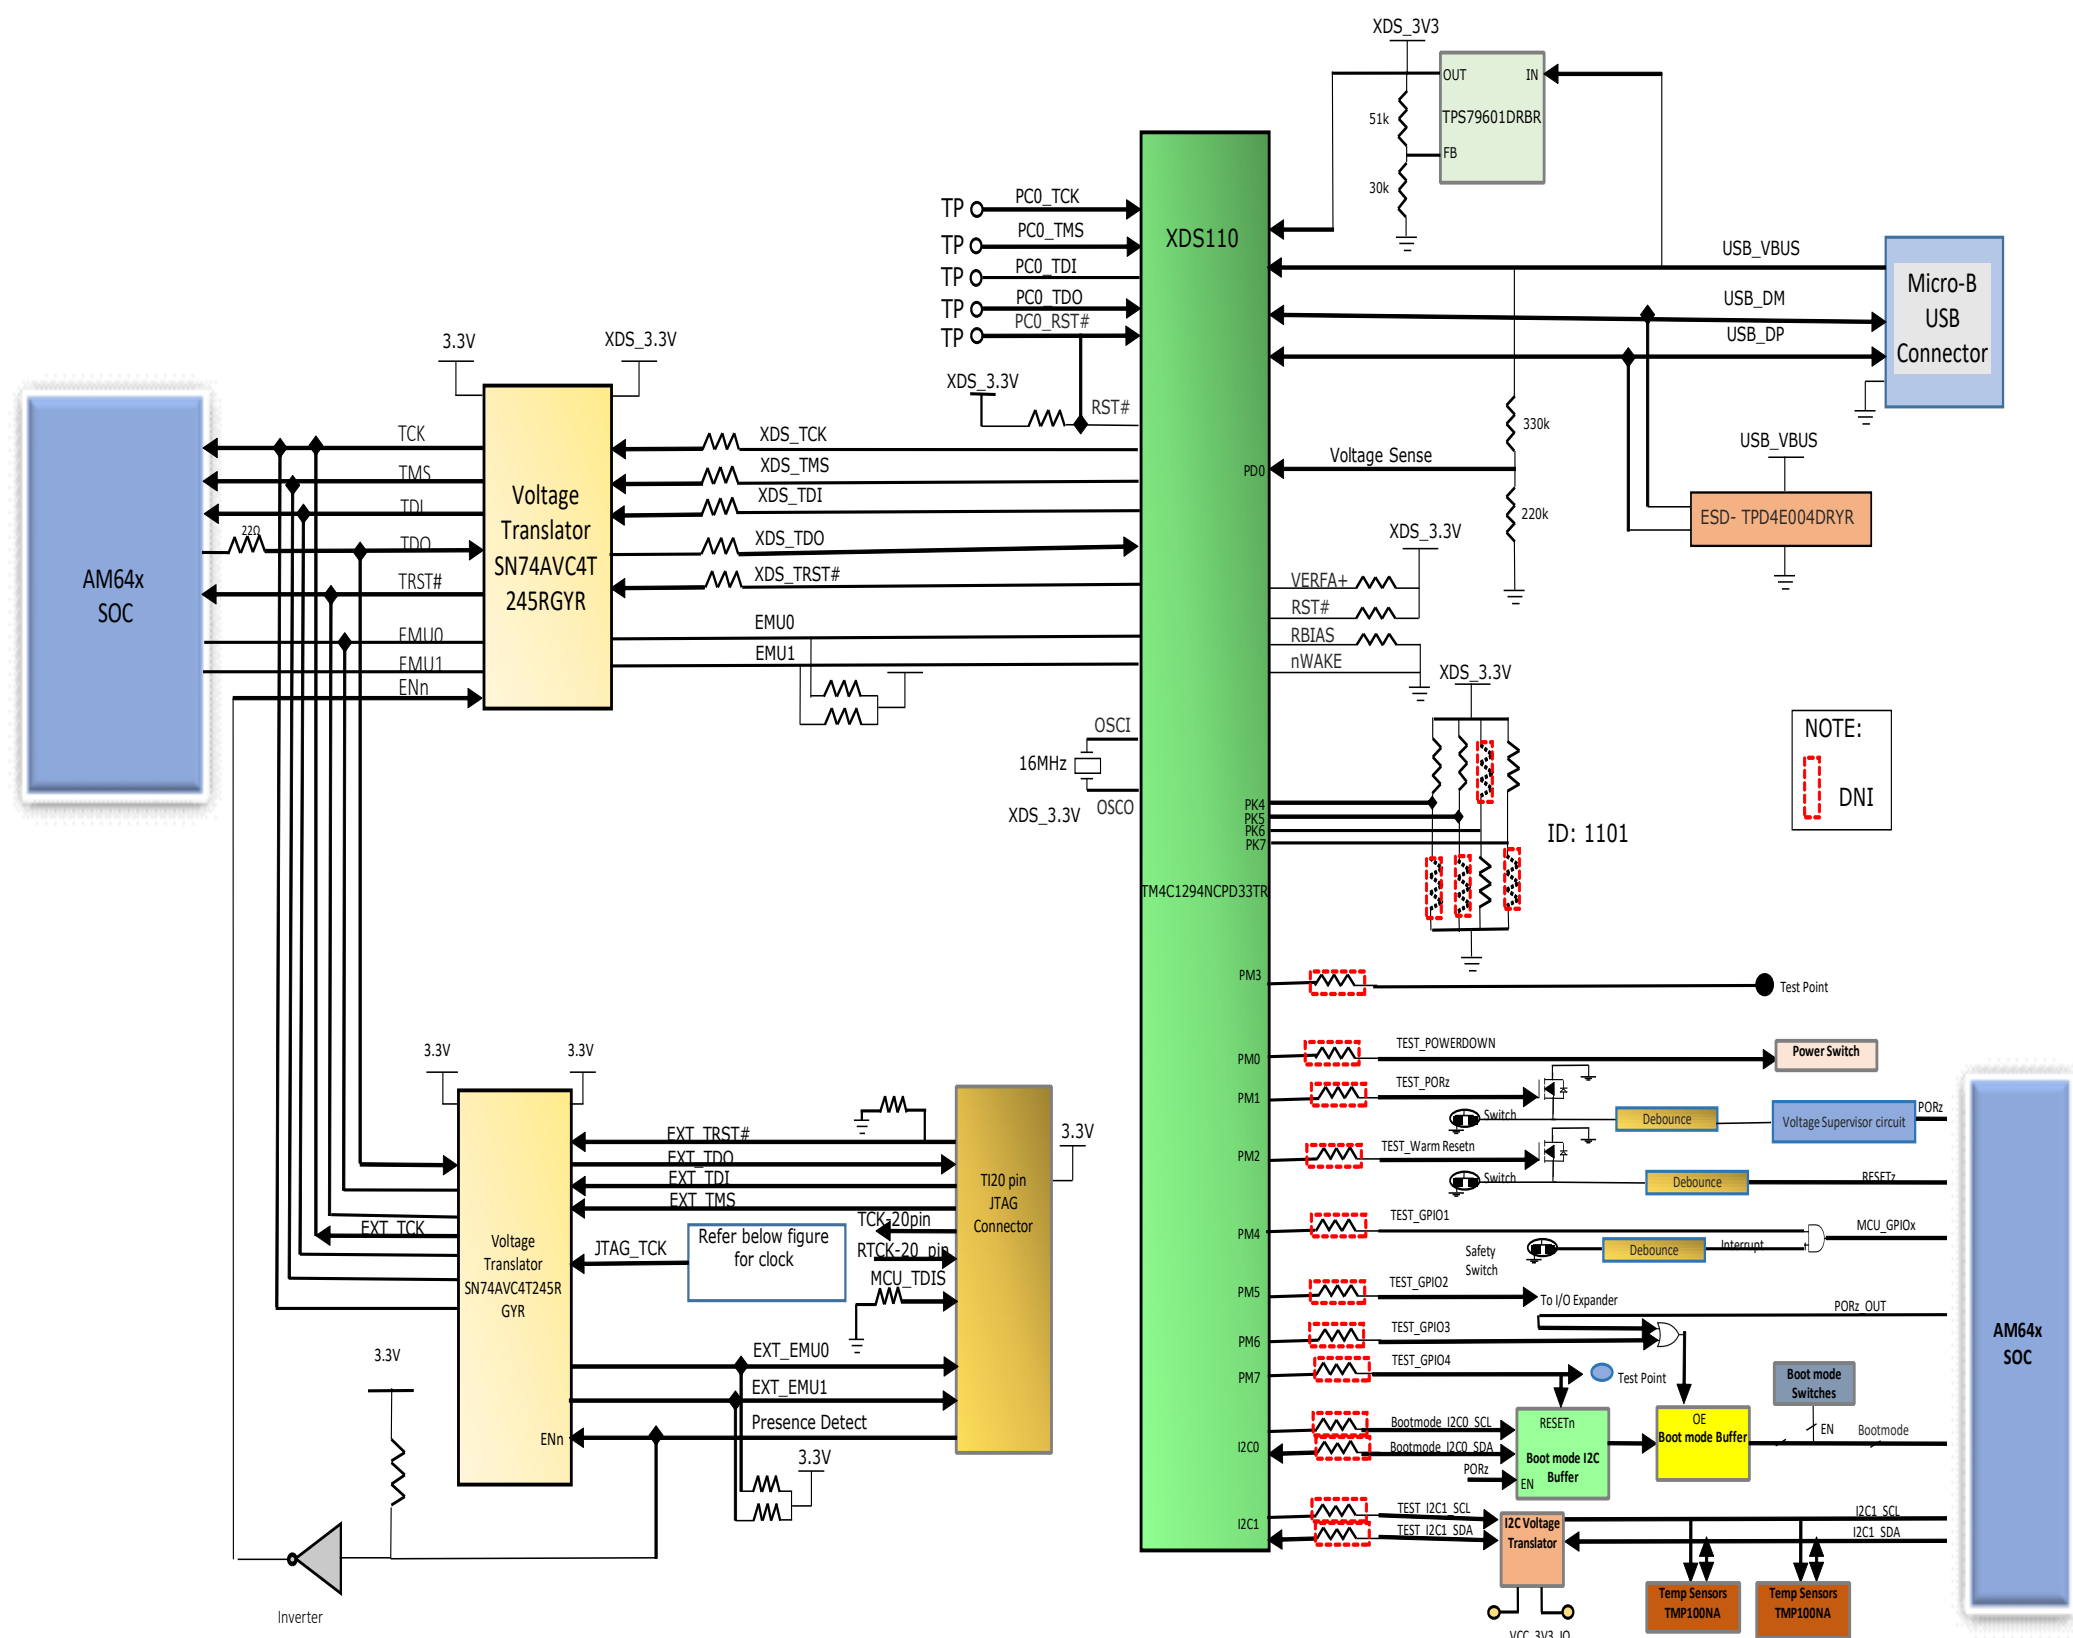 XDS_3V3
OUT
IN
51k
TPS79601DRBR
FB
30k
TP
PC0_TCK
TP
PC0_TMS
TP
PC0_TDI
TP
PC0_TDO
TP
PC0_RST#
XDS110
USB_VBUS
USB_DM
USB_DP
Micro-B
USB
Connector
3.3V
XDS_3.3V
XDS_3.3V
RST#
330k
Voltage Sense
PD0
220k
USB_VBUS
ESD- TPD4E004DRYR
AM64x
SOC
TCK
TMS
TDI
22Ω
TDO
TRST#
EMU0
EMU1
ENn
Voltage
Translator
SN74AVC4T
245RGYR
XDS_TCK
XDS_TMS
XDS_TDI
XDS_TDO
XDS_TRST#
EMU0
EMU1
XDS_3.3V
VERFA+
RST#
RBIAS
nWAKE
XDS_3.3V
OSCI
16MHz
OSCO
XDS_3.3V
PK4
PK5
PK6
PK7
ID: 1101
NOTE:
DNI
TM4C1294NCPD33TR
PM3
Test Point
PM0
TEST_POWERDOWN
Power Switch
PM1
TEST_PORz
Switch
Debounce
Voltage Supervisor circuit
PORz
PM2
TEST_Warm Resetn
Switch
Debounce
RESETz
PM4
TEST_GPIO1
MCU_GPIOx
Safety
Switch
Debounce
Interrupt
PM5
TEST_GPIO2
To I/O Expander
PORz_OUT
PM6
TEST_GPIO3
PM7
TEST_GPIO4
Test Point
Boot mode
Switches
EN
Bootmode
I2C0
Bootmode_I2C0_SCL
Bootmode_I2C0_SDA
PORz
RESETn
Boot mode I2C
Buffer
EN
OE
Boot mode Buffer
I2C1
TEST_I2C1_SCL
TEST_I2C1_SDA
I2C Voltage
Translator
VCC_3V3_IO
I2C1_SCL
I2C1_SDA
Temp Sensors
TMP100NA
Temp Sensors
TMP100NA
AM64x
SOC
3.3V
3.3V
Voltage
Translator
SN74AVC4T245R
GYR
ENn
EXT_TCK
EXT_TRST#
EXT_TDO
EXT_TDI
EXT_TMS
JTAG_TCK
Refer below figure
for clock
TCK-20pin
RTCK-20_pin
MCU_TDIS
TI20 pin
JTAG
Connector
3.3V
EXT_EMU0
EXT_EMU1
Presence Detect
3.3V
3.3V
Inverter